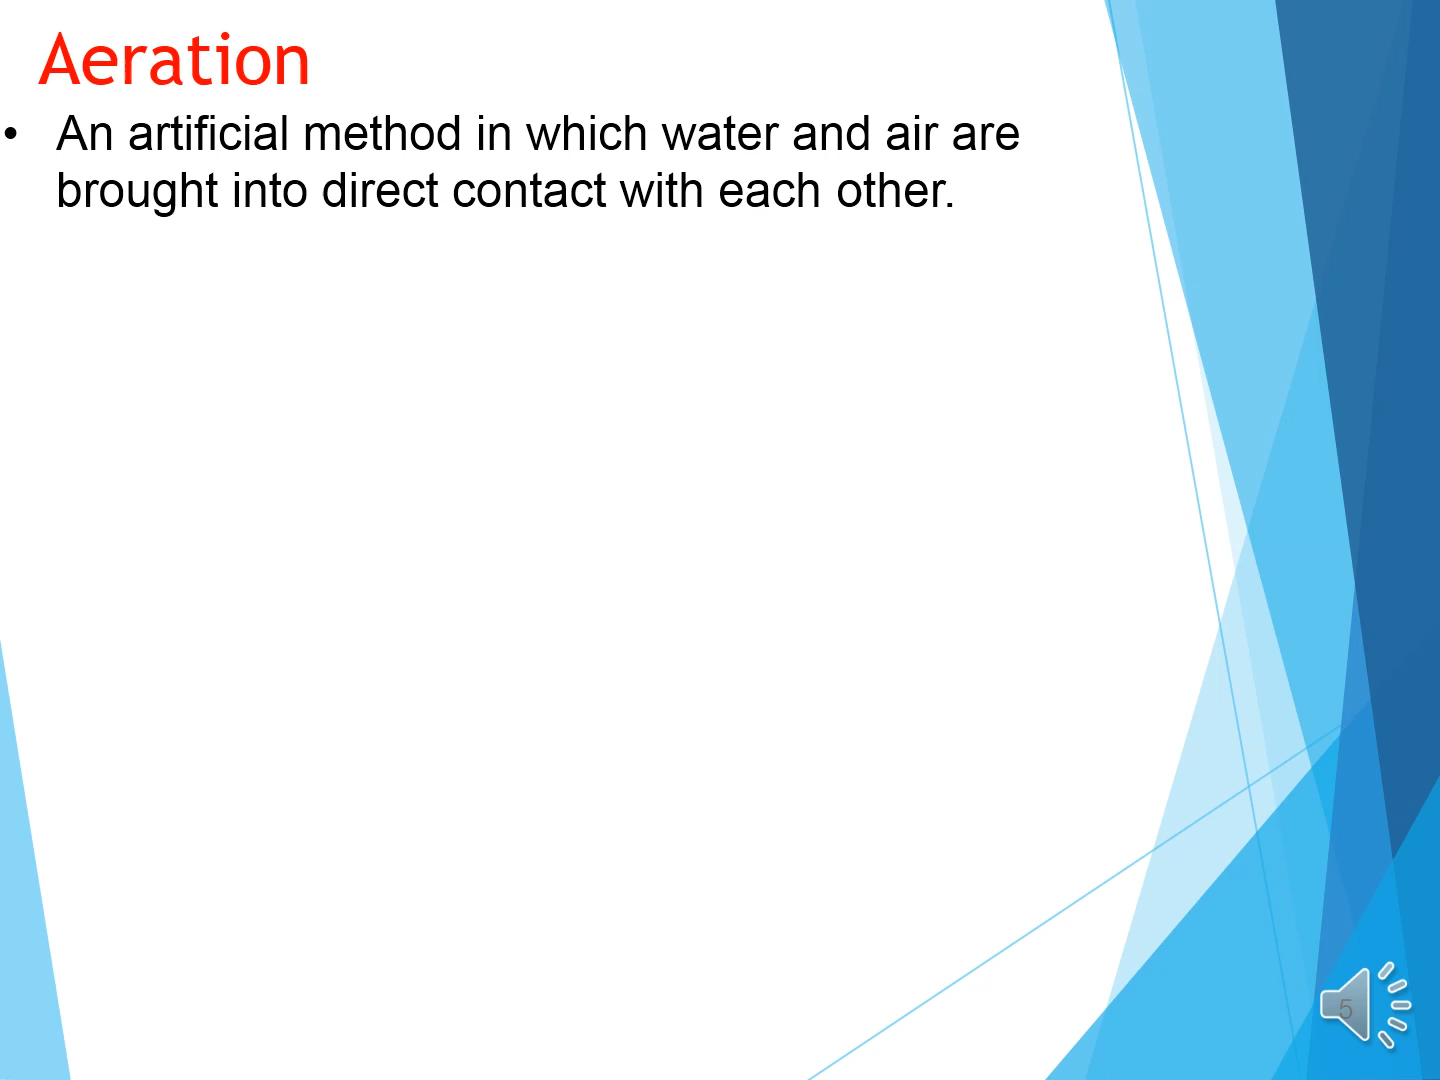 Aeration
• An artificial method in which water and air are
brought into direct contact with each other.
5